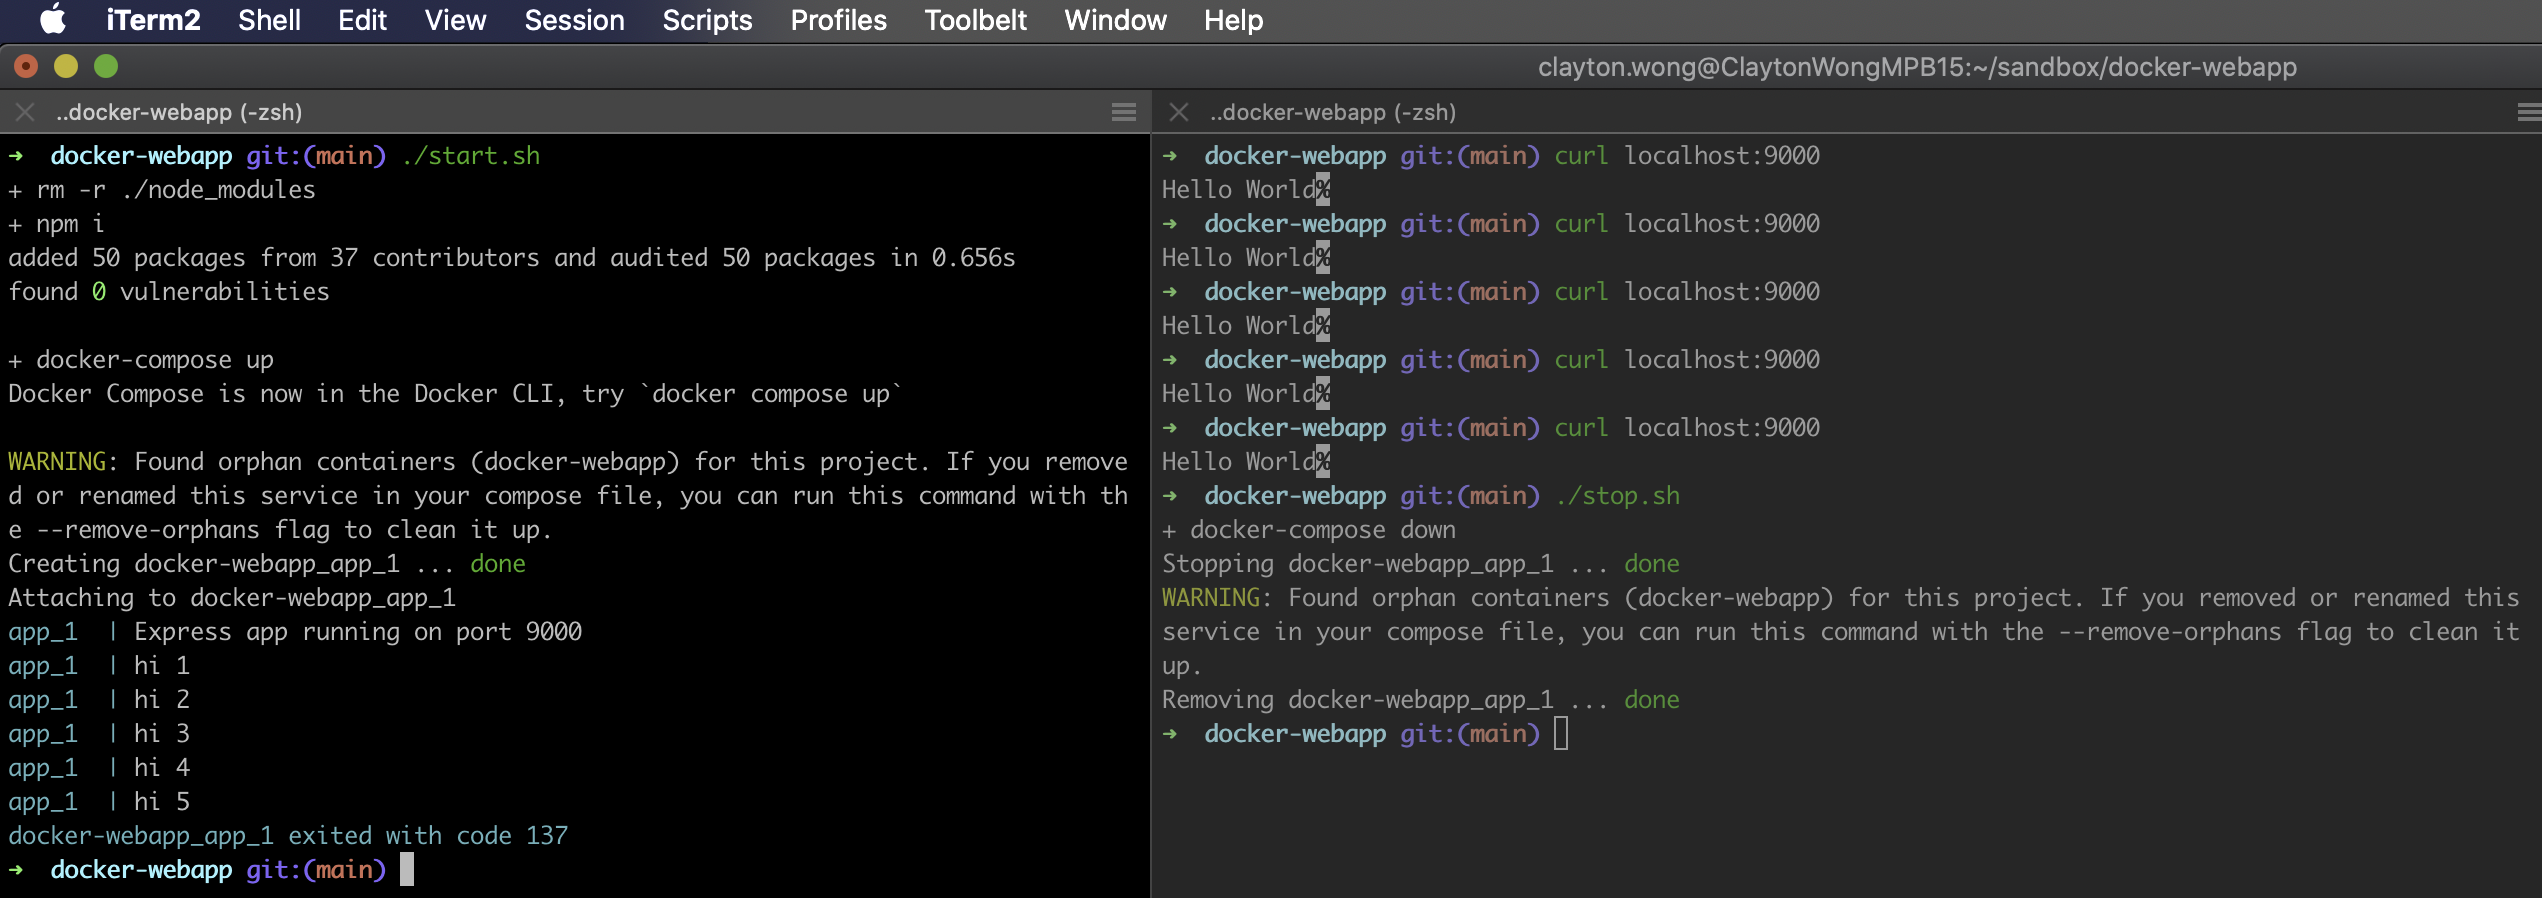 iTerm2 Shell Edit View Session Scripts Profiles Toolbelt Window Help
clayton.wong@ClaytonWongMPB15:~/sandbox/docker-webapp
..docker-webapp (-zsh)
➜ docker-webapp git:(main) ./start.sh
+ rm -r ./node_modules
+ npm i
added 50 packages from 37 contributors and audited 50 packages in 0.656s
found 0 vulnerabilities
+ docker-compose up
Docker Compose is now in the Docker CLI, try `docker compose up`
WARNING: Found orphan containers (docker-webapp) for this project. If you remove
d or renamed this service in your compose file, you can run this command with th
e --remove-orphans flag to clean it up.
Creating docker-webapp_app_1 ... done
Attaching to docker-webapp_app_1
app_1  | Express app running on port 9000
app_1  | hi 1
app_1  | hi 2
app_1  | hi 3
app_1  | hi 4
app_1  | hi 5
docker-webapp_app_1 exited with code 137
➜ docker-webapp git:(main)
..docker-webapp (-zsh)
➜ docker-webapp git:(main) curl localhost:9000
Hello World%
➜ docker-webapp git:(main) curl localhost:9000
Hello World%
➜ docker-webapp git:(main) curl localhost:9000
Hello World%
➜ docker-webapp git:(main) curl localhost:9000
Hello World%
➜ docker-webapp git:(main) curl localhost:9000
Hello World%
➜ docker-webapp git:(main) ./stop.sh
+ docker-compose down
Stopping docker-webapp_app_1 ... done
WARNING: Found orphan containers (docker-webapp) for this project. If you removed or renamed this
service in your compose file, you can run this command with the --remove-orphans flag to clean it
up.
Removing docker-webapp_app_1 ... done
➜ docker-webapp git:(main)